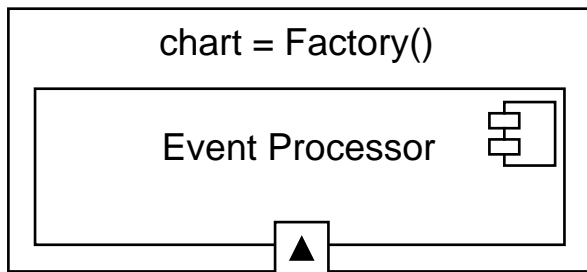 chart = Factory()
Event Processor